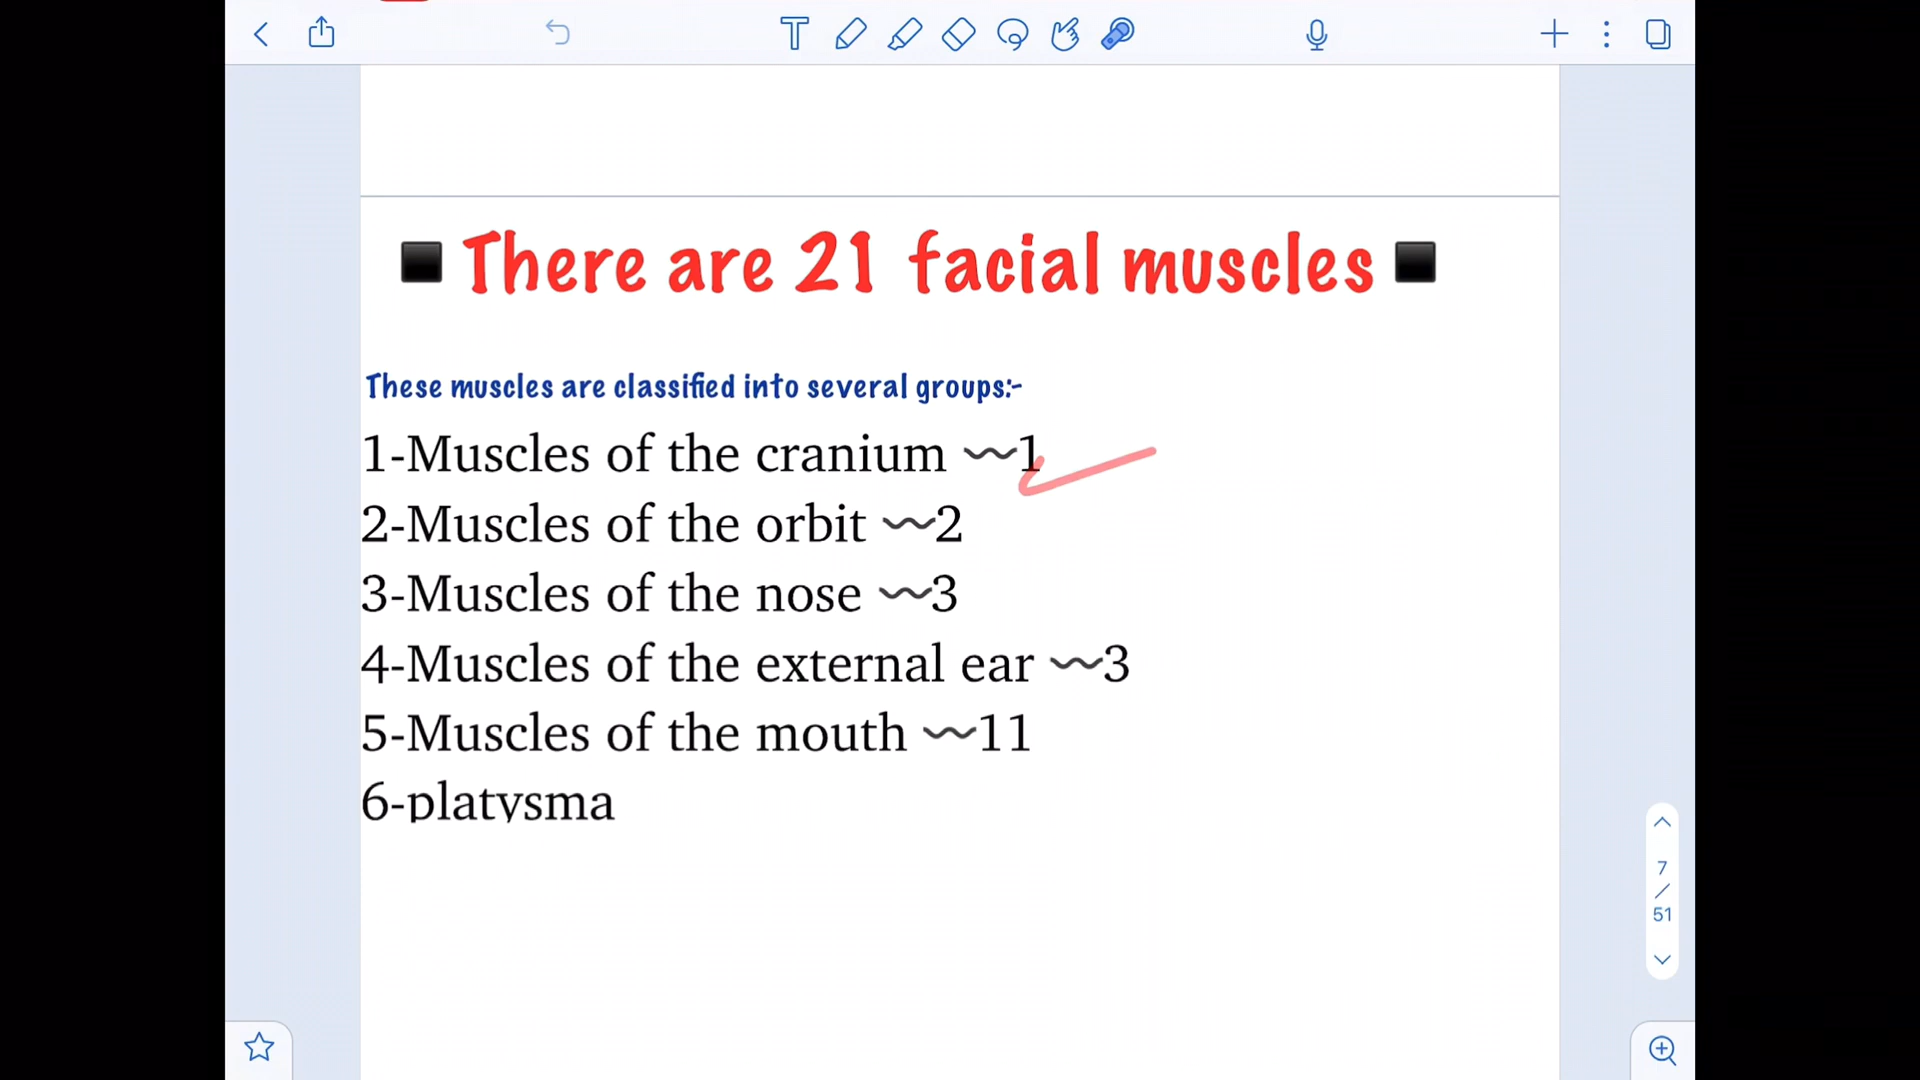 ◾There are 21 facial muscles◾
These muscles are classified into several groups:-
1-Muscles of the cranium 〰1
2-Muscles of the orbit 〰2
3-Muscles of the nose 〰3
4-Muscles of the external ear 〰3
5-Muscles of the mouth 〰11
6-platysma
7
/
51